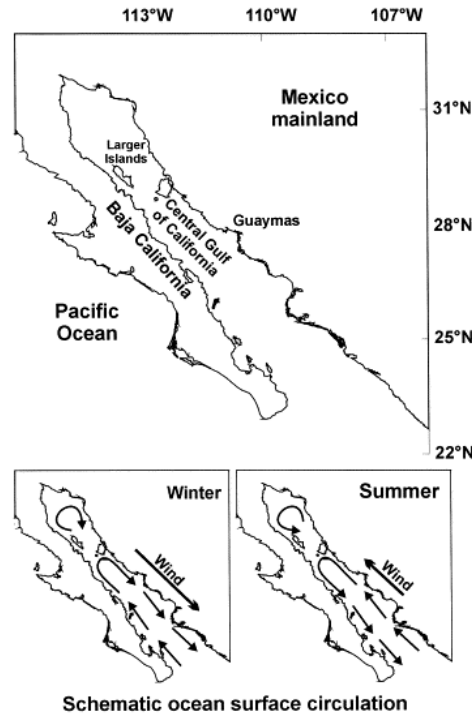 113°W 110°W 107°W
31°N
Mexico
mainland
Larger
Islands
Central Gulf
of California
Guaymas
28°N
Baja California
Pacific
Ocean
25°N
22°N
Winter
Wind
Summer
Wind
Schematic ocean surface circulation